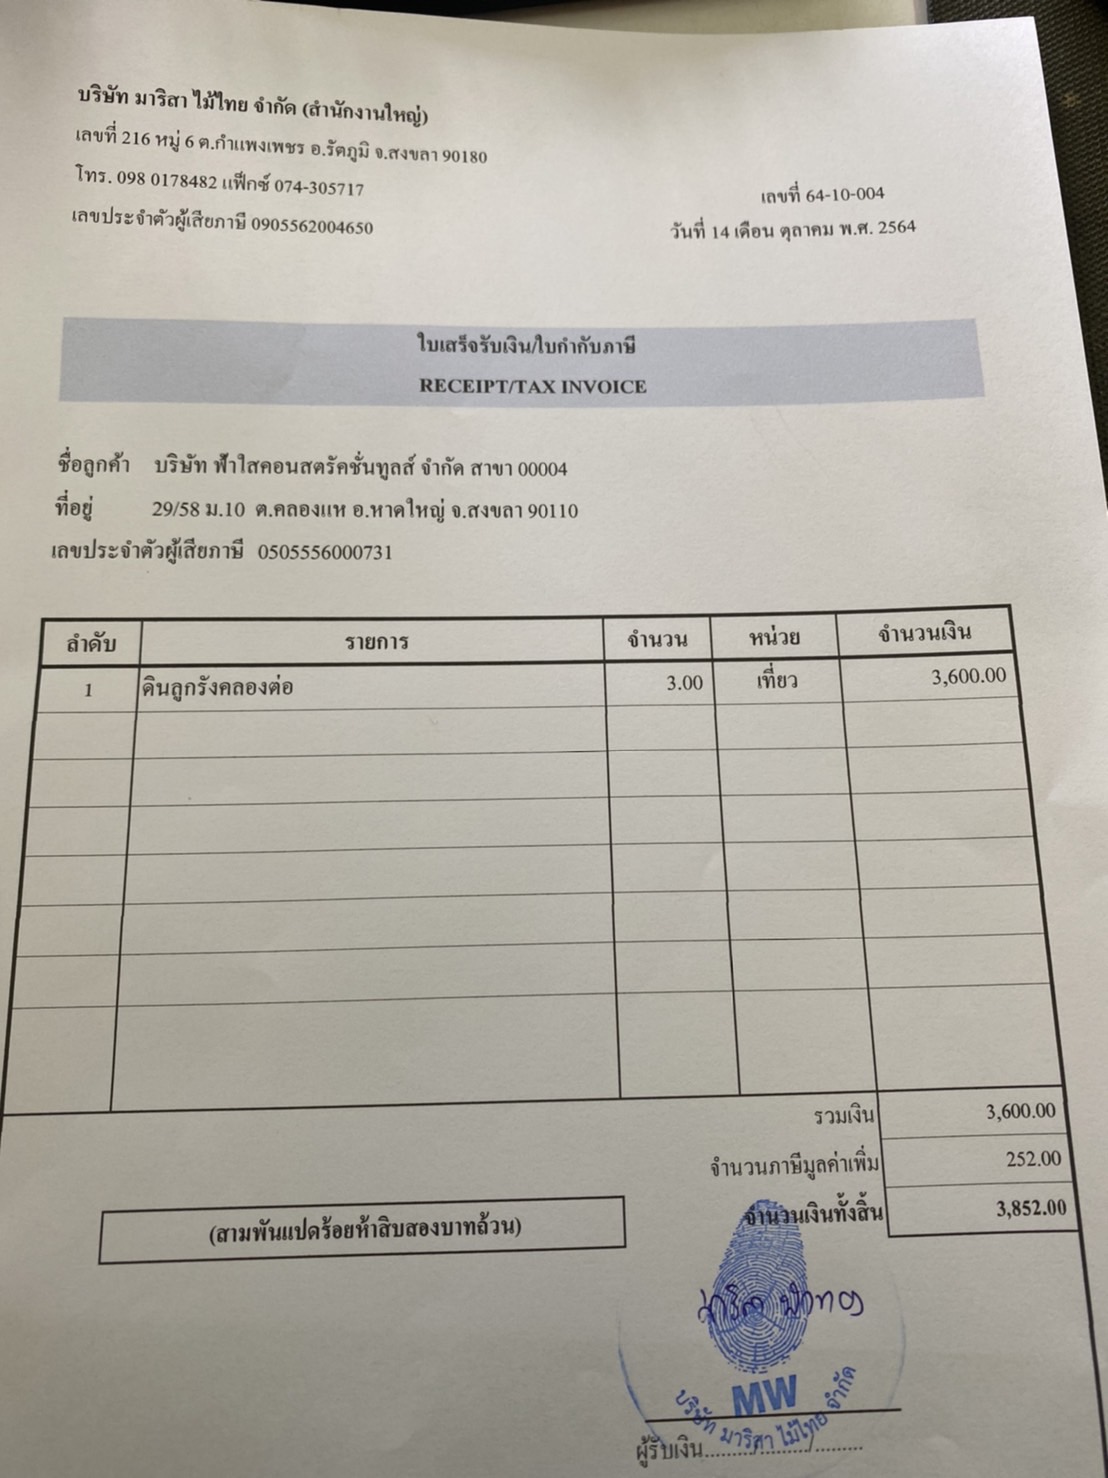 บริษัท มาริสา ไม้ไทย จำกัด (สำนักงานใหญ่)
เลขที่ 216 หมู่ 6 ต.กำแพงเพชร อ.รัตภูมิ จ.สงขลา 90180
โทร. 098 0178482 แฟ็กซ์ 074-305717
เลขประจำตัวผู้เสียภาษี 0905562004650
เลขที่ 64-10-004
วันที่ 14 เดือน ตุลาคม พ.ศ. 2564
ใบเสร็จรับเงิน/ใบกำกับภาษี
RECEIPT/TAX INVOICE
ชื่อลูกค้า บริษัท ฟ้าใสคอนสตรัคชั่นทูลส์ จำกัด สาขา 00004
ที่อยู่ 29/58 ม.10 ต.คลองแห อ.หาดใหญ่ จ.สงขลา 90110
เลขประจำตัวผู้เสียภาษี 0505556000731
ลำดับ รายการ จำนวน หน่วย จำนวนเงิน
1 ดินลูกรังคลองต่อ 3.00 เที่ยว 3,600.00
รวมเงิน 3,600.00
จำนวนภาษีมูลค่าเพิ่ม 252.00
จำนวนเงินทั้งสิ้น 3,852.00
(สามพันแปดร้อยห้าสิบสองบาทถ้วน)
MW
บริษัท มาริสา ไม้ไทย จำกัด
ผู้รับเงิน........./........../..........